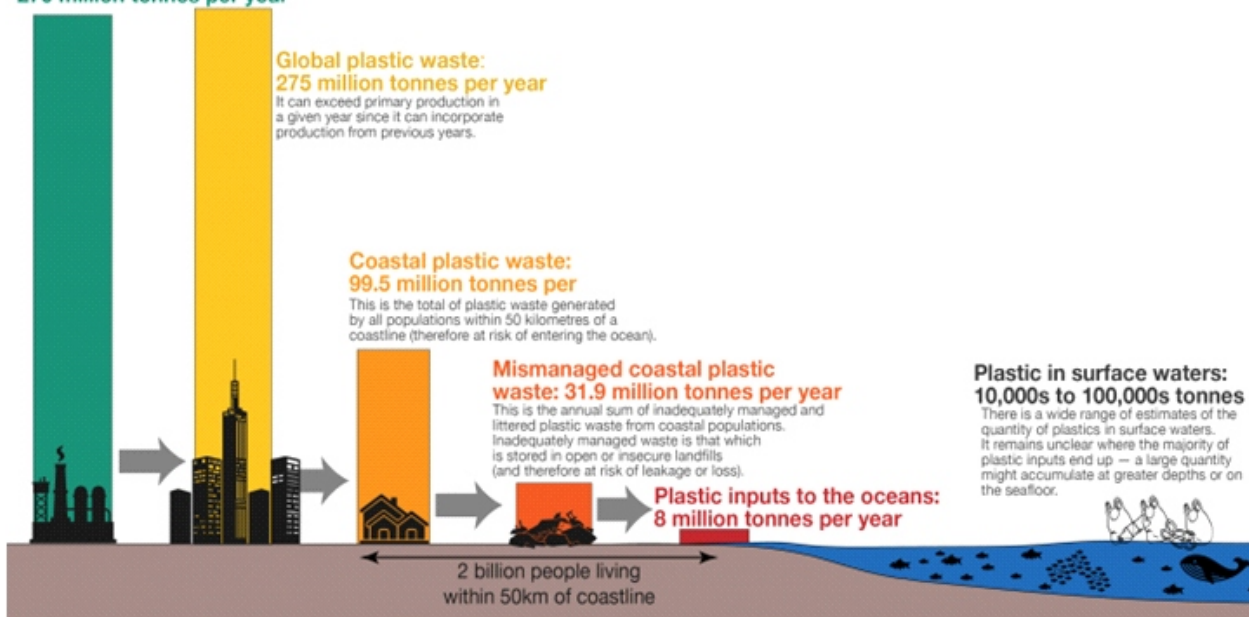 270 million tonnes per year
Global plastic waste:
275 million tonnes per year
It can exceed primary production in
a given year since it can incorporate
production from previous years.
Coastal plastic waste:
99.5 million tonnes per
This is the total of plastic waste generated
by all populations within 50 kilometres of a
coastline (therefore at risk of entering the ocean).
Mismanaged coastal plastic
waste: 31.9 million tonnes per year
This is the annual sum of inadequately managed and
littered plastic waste from coastal populations.
Inadequately managed waste is that which
is stored in open or insecure landfills
(and therefore at risk of leakage or loss).
Plastic inputs to the oceans:
8 million tonnes per year
Plastic in surface waters:
10,000s to 100,000s tonnes
There is a wide range of estimates of the
quantity of plastics in surface waters.
It remains unclear where the majority of
plastic inputs end up — a large quantity
might accumulate at greater depths or on
the seafloor.
2 billion people living
within 50km of coastline